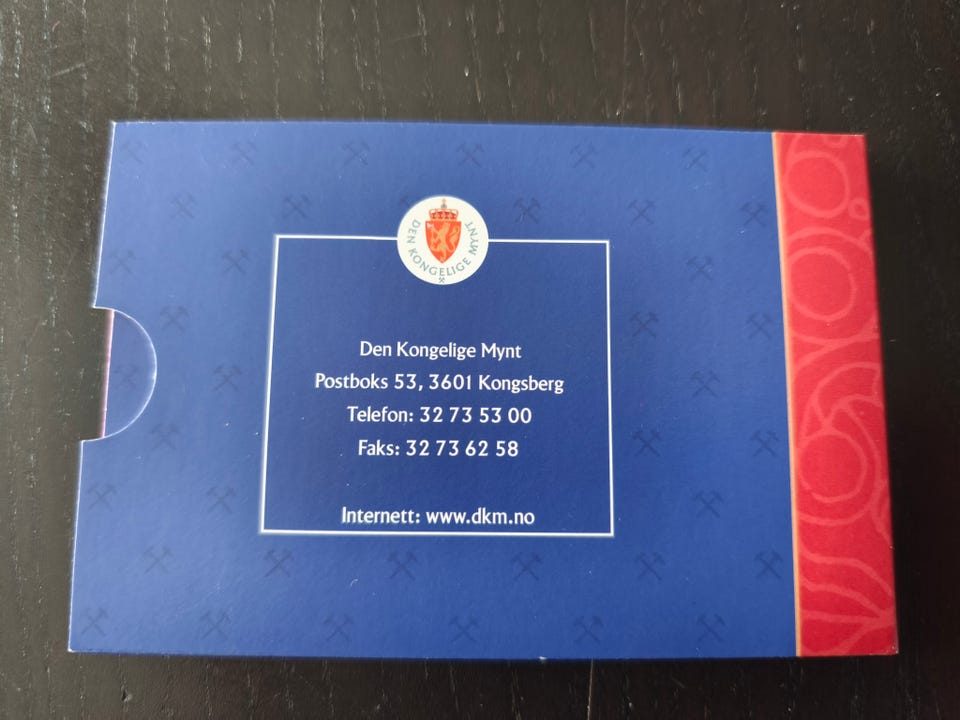 DEN KONGELIGE MYNT
Den Kongelige Mynt
Postboks 53, 3601 Kongsberg
Telefon: 32 73 53 00
Faks: 32 73 62 58
Internett: www.dkm.no